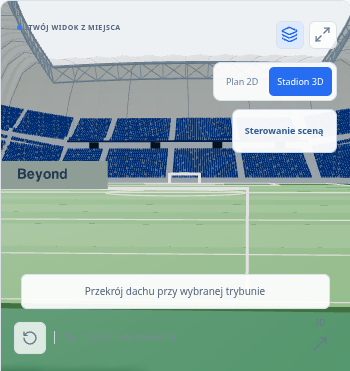 TWÓJ WIDOK Z MIEJSCA
Plan 2D
Stadion 3D
Sterowanie sceną
Beyond
Przekrój dachu przy wybranej trybunie